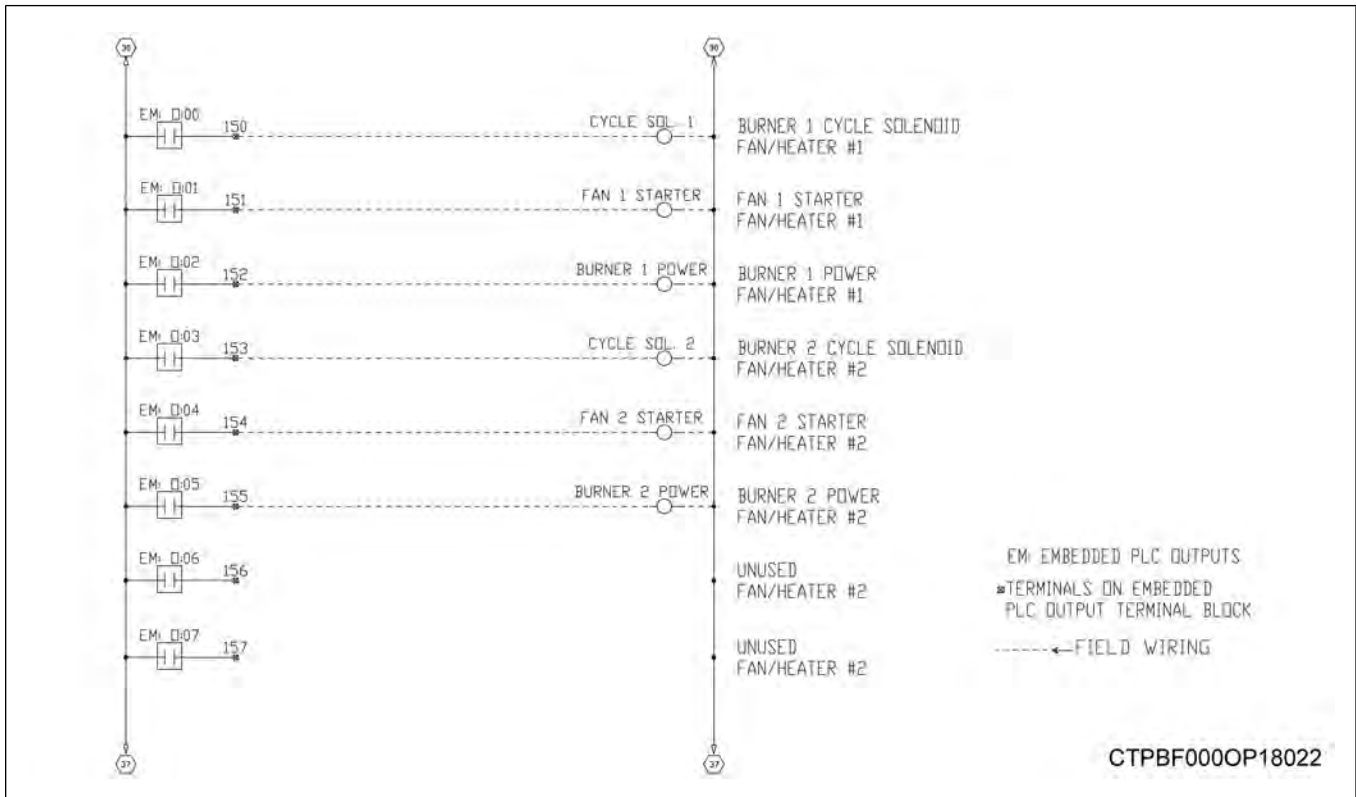 EM: O:00
150
CYCLE SOL. 1
BURNER 1 CYCLE SOLENOID
FAN/HEATER #1
EM: O:01
151
FAN 1 STARTER
FAN 1 STARTER
FAN/HEATER #1
EM: O:02
152
BURNER 1 POWER
BURNER 1 POWER
FAN/HEATER #1
EM: O:03
153
CYCLE SOL. 2
BURNER 2 CYCLE SOLENOID
FAN/HEATER #2
EM: O:04
154
FAN 2 STARTER
FAN 2 STARTER
FAN/HEATER #2
EM: O:05
155
BURNER 2 POWER
BURNER 2 POWER
FAN/HEATER #2
EM: O:06
156
UNUSED
FAN/HEATER #2
EM: O:07
157
UNUSED
FAN/HEATER #2
EM: EMBEDDED PLC OUTPUTS
TERMINALS ON EMBEDDED
PLC OUTPUT TERMINAL BLOCK
FIELD WIRING
37
37
CTPBF000OP18022